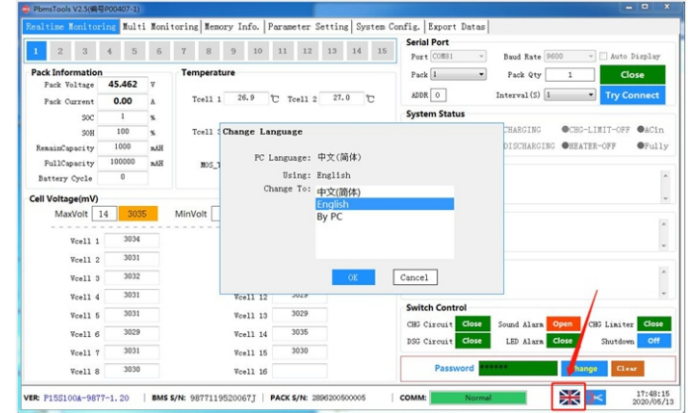 PbmsTools V2.5(编号P00407-1)
Realtime Monitoring Multi Monitoring Memory Info. Parameter Setting System Config. Export Datas
1 2 3 4 5 6 7 8 9 10 11 12 13 14 15
Serial Port
Port COM31 Baud Rate 9600 Auto Display
Pack 1 Pack Qty 1 Close
ADDR 0 Interval(S) 1 Try Connect
Pack Information
Pack Voltage 45.462 V
Pack Current 0.00 A
SOC 1 %
SOH 100 %
RemainCapacity 1000 mAH
FullCapacity 100000 mAH
Battery Cycle 0
Temperature
Tcell 1 26.9 ℃ Tcell 2 27.0 ℃
Tcell
MOS_T
System Status
CHARGING CHG-LIMIT-OFF ACin
DISCHARGING HEATER-OFF Fully
Change Language
PC Language: 中文(简体)
Using: English
Change To: 中文(简体)
English
By PC
OK Cancel
Cell Voltage(mV)
MaxVolt 14 3035 MinVolt
Vcell 1 3034
Vcell 2 3031
Vcell 3 3032
Vcell 4 3031 Vcell 12 3029
Vcell 5 3031 Vcell 13 3029
Vcell 6 3029 Vcell 14 3035
Vcell 7 3031 Vcell 15 3030
Vcell 8 3030 Vcell 16
Switch Control
CHG Circuit Close Sound Alarm Open CHG Limiter Close
DSG Circuit Close LED Alarm Close Shutdown Off
Password ****** Change Clear
VER: P15S100A-9877-1.20 BMS S/N: 9877119520067J PACK S/N: 2806200500005 COMM: Normal 17:48:15
2020/05/13